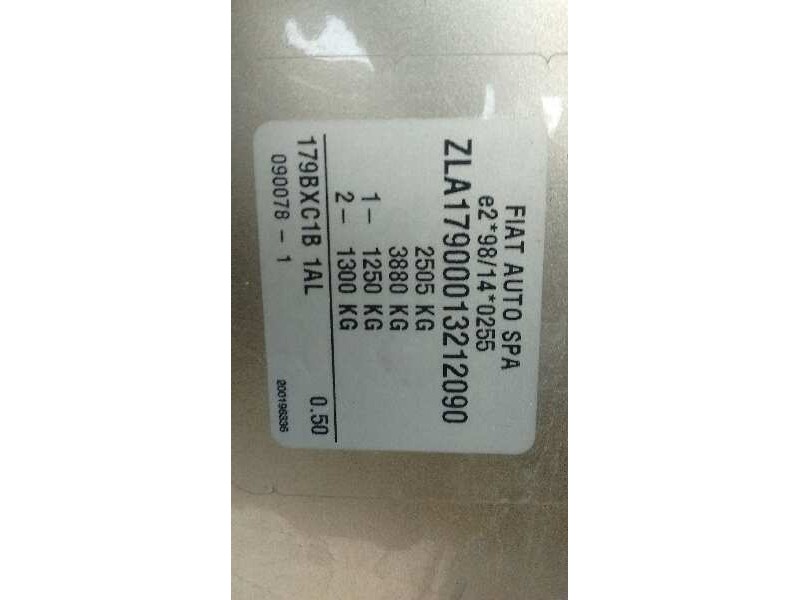 FIAT AUTO SPA
e2*98/14*0255
ZLA17900013212090
2505 KG
3880 KG
1- 1250 KG
2- 1300 KG
179BXC1B 1AL 0.50
090078 - 1 200196336